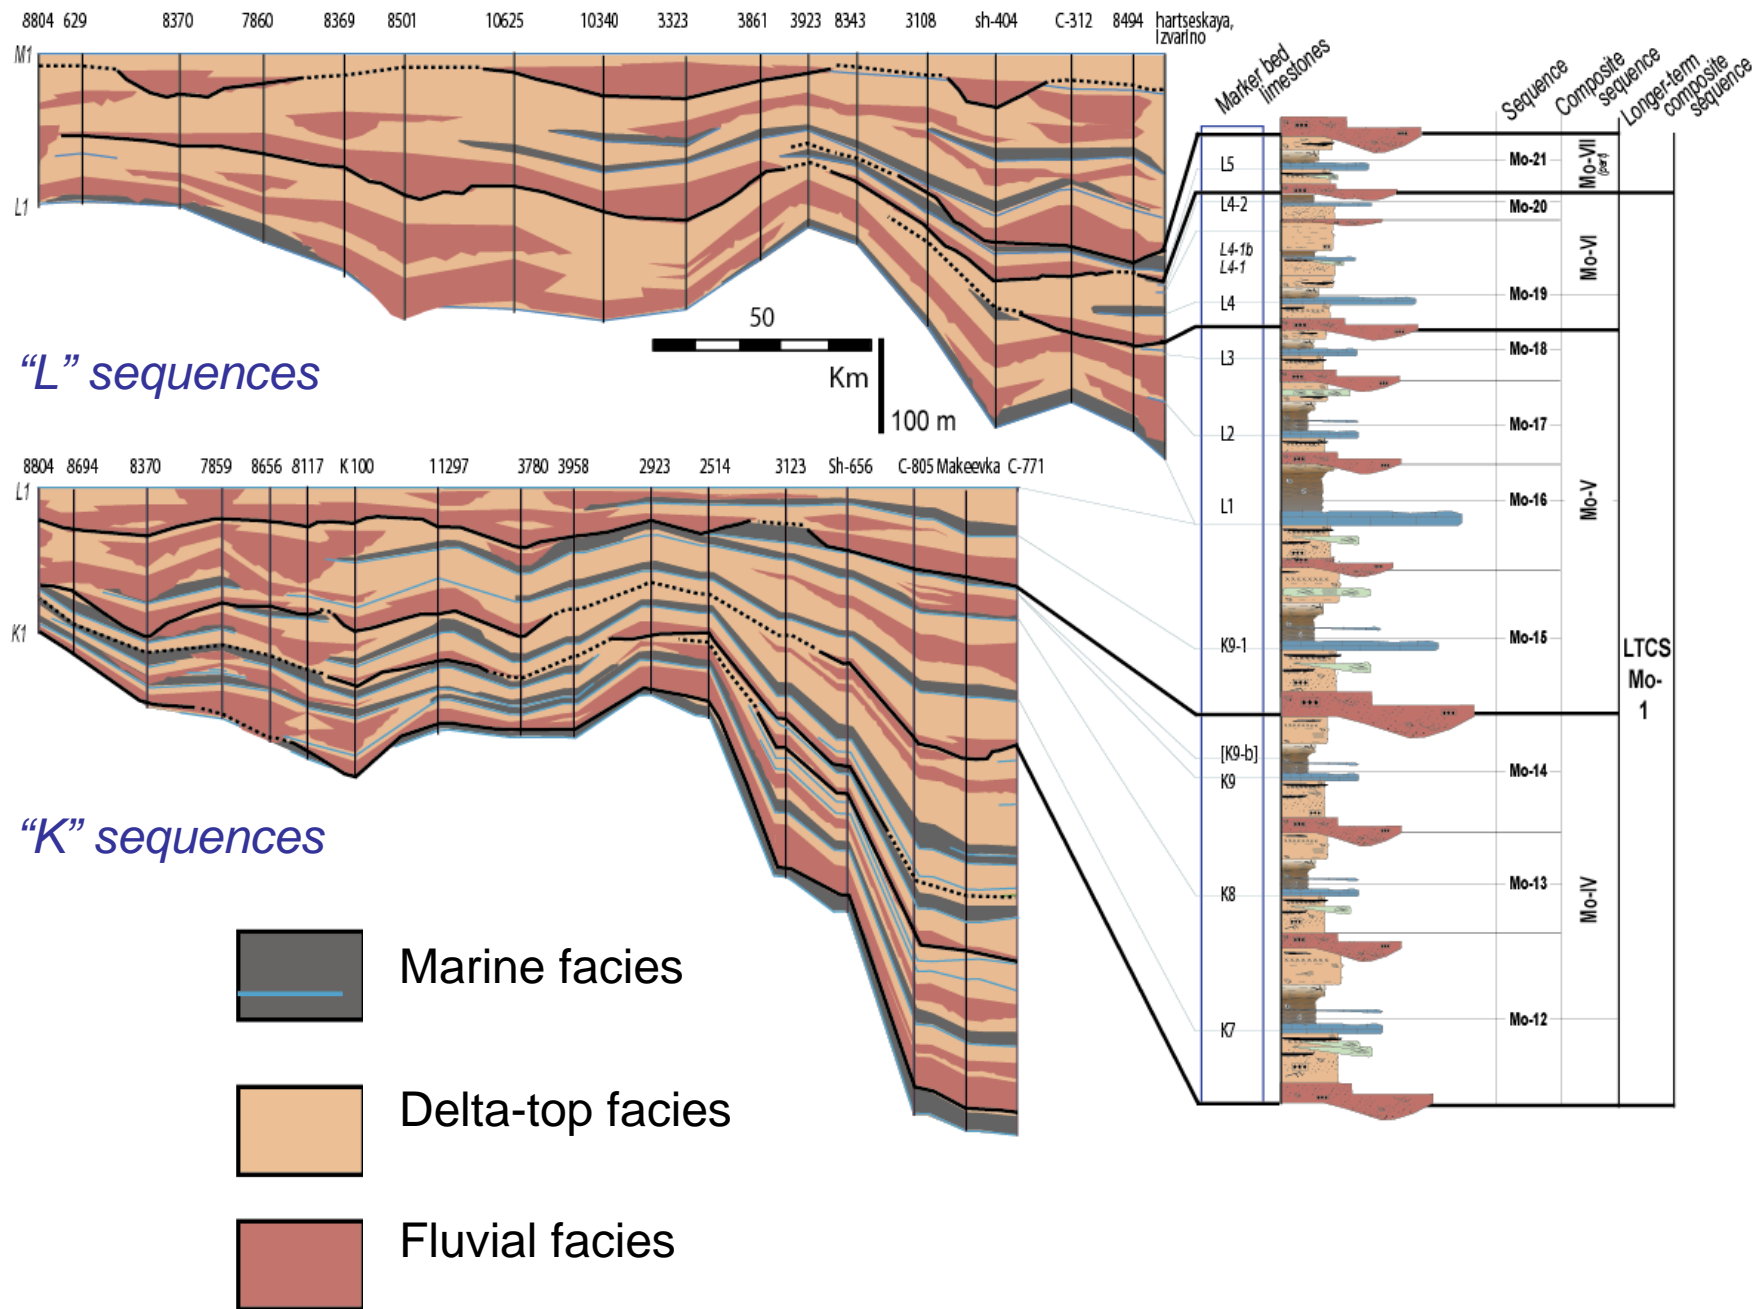 8804 629 8370 7860 8369 8501 10625 10340 3323 3861 3923 8343 3108 sh-404 C-312 8494 hartseskaya,
Izvarino
M1
L1
50
Km
100 m
“L” sequences
8804 8694 8370 7859 8656 8117 K100 11297 3780 3958 2923 2514 3123 Sh-656 C-805 Makeevka C-771
L1
K1
“K” sequences
Marine facies
Delta-top facies
Fluvial facies
Marker bed
limestones
Sequence
Composite
sequence
Longer-term
composite
sequence
L5
L4-2
L4-1b
L4-1
L4
L3
L2
L1
K9-1
[K9-b]
K9
K8
K7
Mo-21
Mo-20
Mo-19
Mo-18
Mo-17
Mo-16
Mo-15
Mo-14
Mo-13
Mo-12
Mo-VII
(part)
Mo-VI
Mo-V
Mo-IV
LTCS
Mo-
1